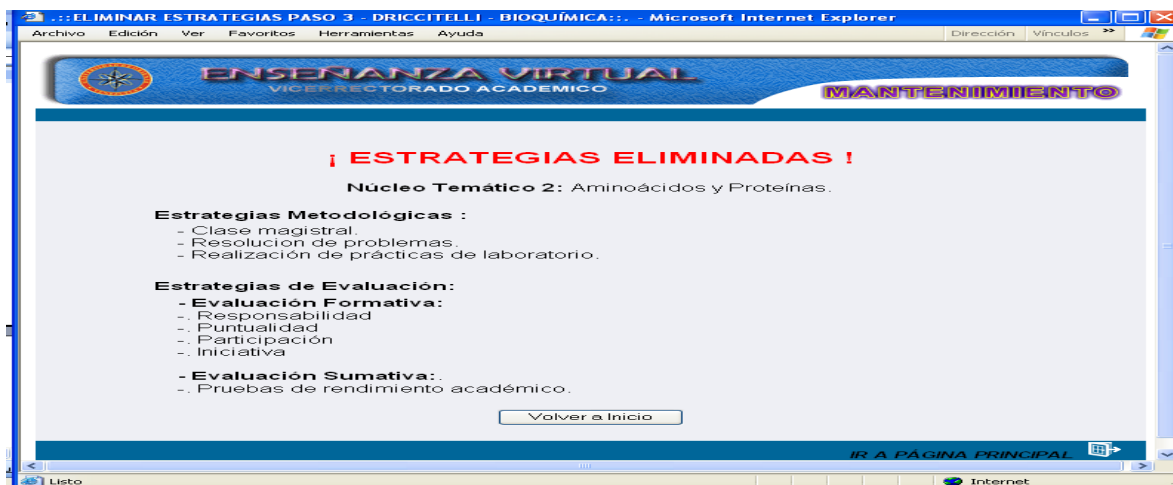 .::ELIMINAR ESTRATEGIAS PASO 3 - DRICCITELLI - BIOQUÍMICA::. - Microsoft Internet Explorer
Archivo Edición Ver Favoritos Herramientas Ayuda Dirección Vínculos »
ENSEÑANZA VIRTUAL
VICERRECTORADO ACADEMICO
MANTENIMIENTO
¡ ESTRATEGIAS ELIMINADAS !
Núcleo Temático 2: Aminoácidos y Proteínas.
Estrategias Metodológicas :
- Clase magistral.
- Resolucion de problemas.
- Realización de prácticas de laboratorio.
Estrategias de Evaluación:
- Evaluación Formativa:
-. Responsabilidad
-. Puntualidad
-. Participación
-. Iniciativa
- Evaluación Sumativa:.
-. Pruebas de rendimiento académico.
Volver a Inicio
IR A PÁGINA PRINCIPAL
Listo Internet